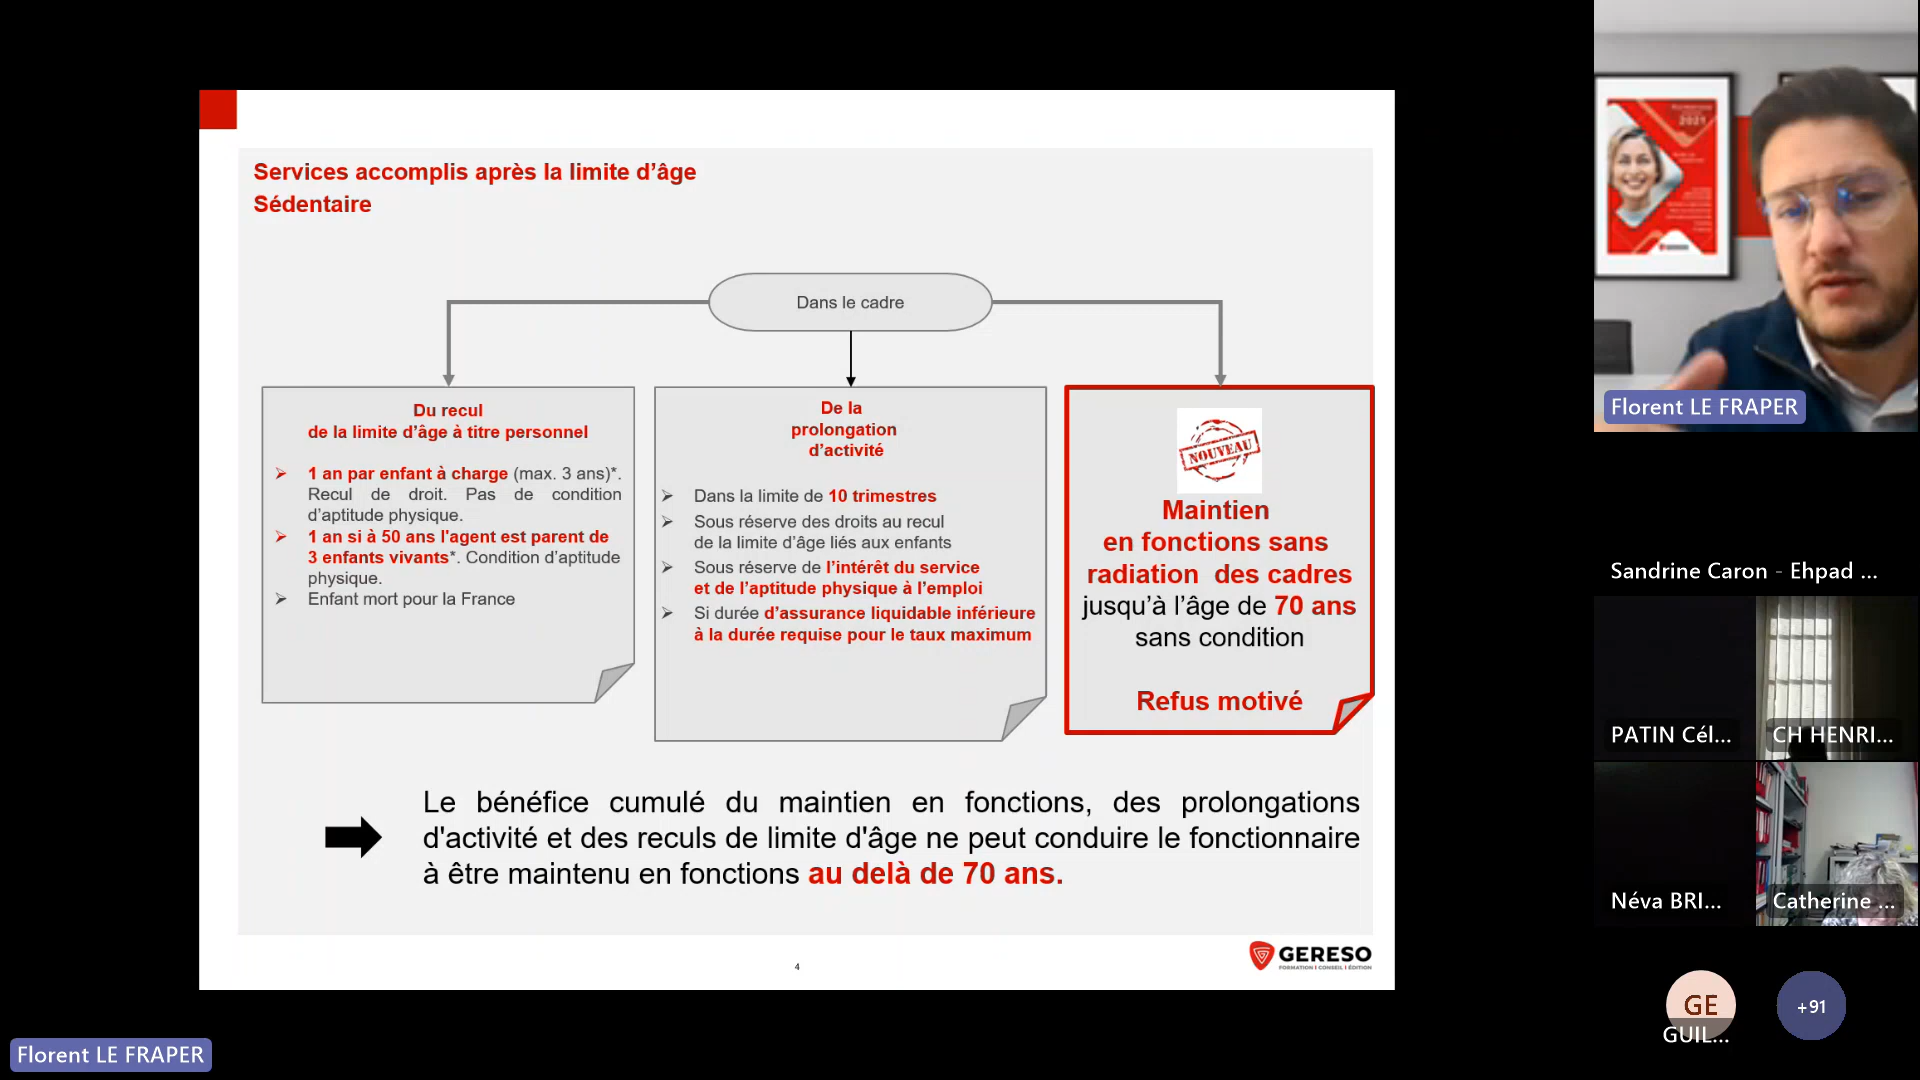 Services accomplis après la limite d’âge
Sédentaire
Dans le cadre
Du recul
de la limite d’âge à titre personnel
1 an par enfant à charge (max. 3 ans)*.
Recul de droit. Pas de condition
d’aptitude physique.
1 an si à 50 ans l'agent est parent de
3 enfants vivants*. Condition d’aptitude
physique.
Enfant mort pour la France
De la
prolongation
d’activité
Dans la limite de 10 trimestres
Sous réserve des droits au recul
de la limite d’âge liés aux enfants
Sous réserve de l’intérêt du service
et de l’aptitude physique à l’emploi
Si durée d’assurance liquidable inférieure
à la durée requise pour le taux maximum
NOUVEAU
Maintien
en fonctions sans
radiation des cadres
jusqu’à l’âge de 70 ans
sans condition
Refus motivé
Le bénéfice cumulé du maintien en fonctions, des prolongations
d'activité et des reculs de limite d'âge ne peut conduire le fonctionnaire
à être maintenu en fonctions au delà de 70 ans.
4
GERESO
FORMATION | CONSEIL | ÉDITION
Florent LE FRAPER
2021
Florent LE FRAPER
Sandrine Caron - Ehpad ...
PATIN Cél...
CH HENRI...
Néva BRI...
Catherine ...
GE
GUIL...
+91